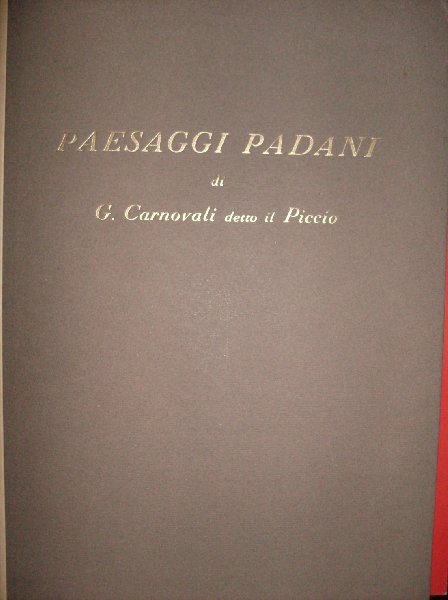 PAESAGGI PADANI
di
G. Carnovali detto il Piccio